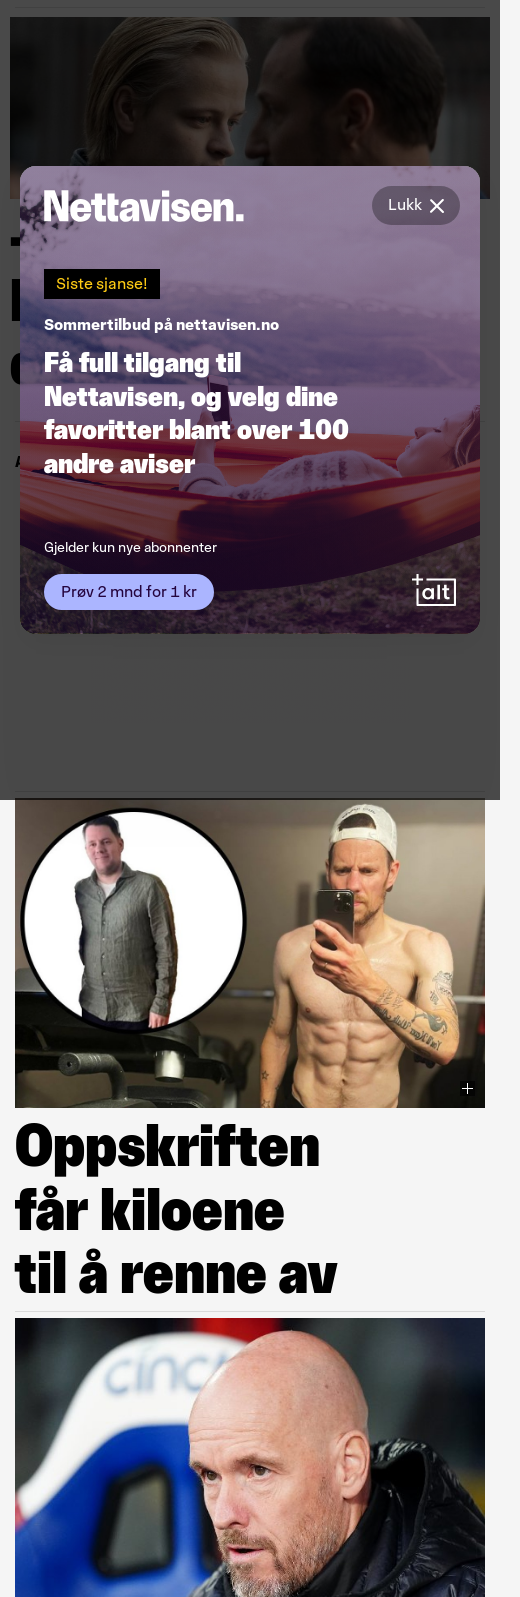 Nettavisen.
Lukk
Siste sjanse!
Sommertilbud på nettavisen.no
Få full tilgang til
Nettavisen, og velg dine
favoritter blant over 100
andre aviser
Gjelder kun nye abonnenter
Prøv 2 mnd for 1 kr
+alt
Oppskriften
får kiloene
til å renne av
cinch